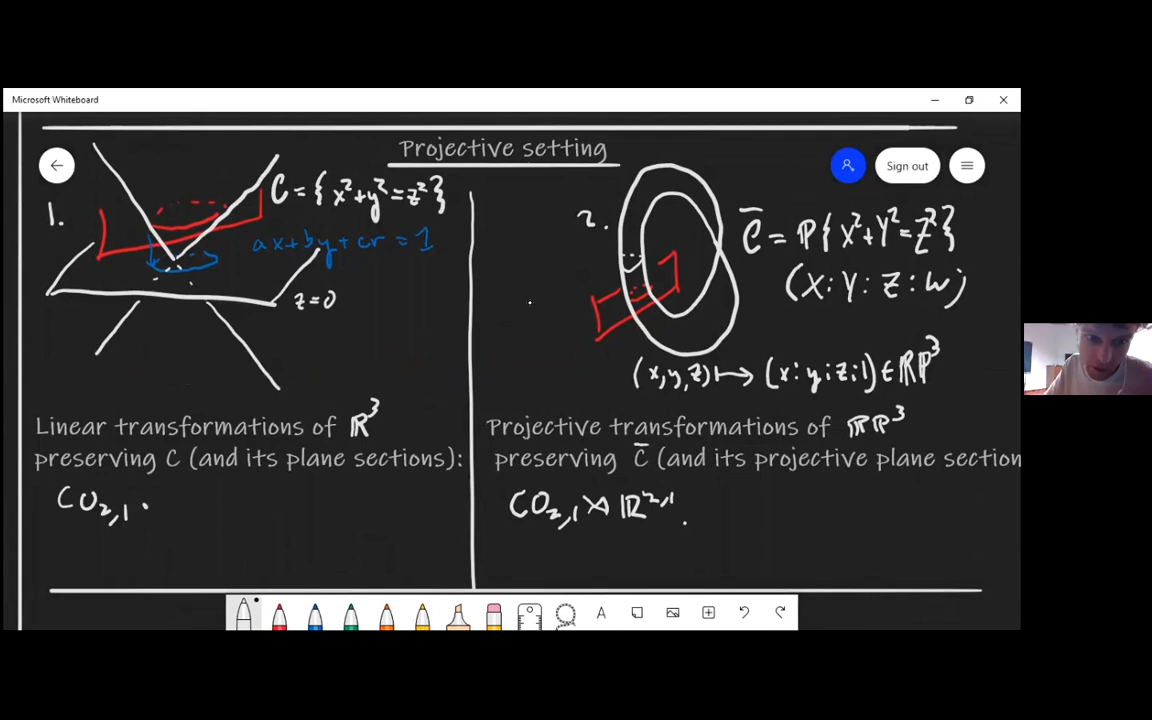 Microsoft Whiteboard
Projective setting
Sign out
1.
C = { x² + y² = z² }
ax + by + cr = 1
z=0
2.
C̅ = ℙ{ X² + Y² = Z² }
(X : Y : Z : W)
(x, y, z) ↦ (x : y : z : 1) ∈ ℝℙ³
Linear transformations of ℝ³
preserving C (and its plane sections):
CO₂,₁ .
Projective transformations of ℝℙ³
preserving C̅ (and its projective plane section
CO₂,₁ ⋊ ℝ²,¹ .
A